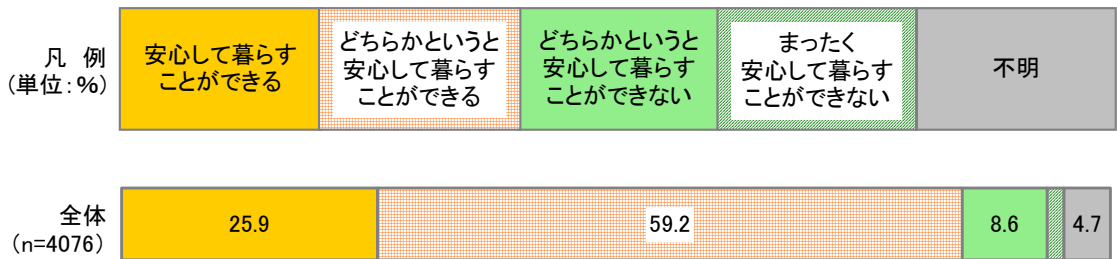 凡 例
(単位:%)
安心して暮らす
ことができる
どちらかというと
安心して暮らす
ことができる
どちらかというと
安心して暮らす
ことができない
まったく
安心して暮らす
ことができない
不明
全体
(n=4076)
25.9
59.2
8.6
4.7